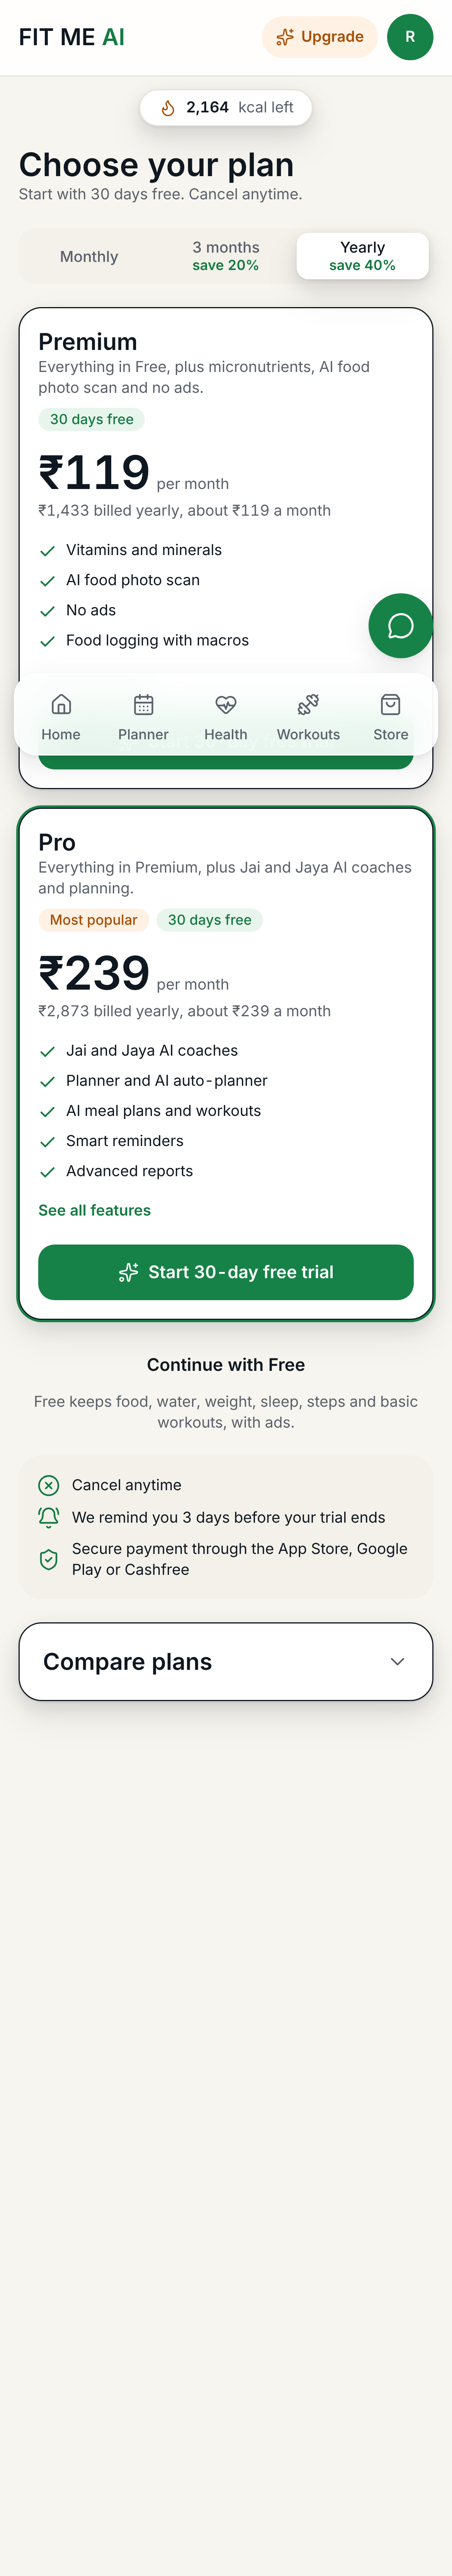 FIT ME AI
Upgrade
R
2,164 kcal left
Choose your plan
Start with 30 days free. Cancel anytime.
Monthly
3 months
save 20%
Yearly
save 40%
Premium
Everything in Free, plus micronutrients, AI food
photo scan and no ads.
30 days free
₹119 per month
₹1,433 billed yearly, about ₹119 a month
Vitamins and minerals
AI food photo scan
No ads
Food logging with macros
Home
Planner
Health
Workouts
Store
Pro
Everything in Premium, plus Jai and Jaya AI coaches
and planning.
Most popular
30 days free
₹239 per month
₹2,873 billed yearly, about ₹239 a month
Jai and Jaya AI coaches
Planner and AI auto-planner
AI meal plans and workouts
Smart reminders
Advanced reports
See all features
Start 30-day free trial
Continue with Free
Free keeps food, water, weight, sleep, steps and basic
workouts, with ads.
Cancel anytime
We remind you 3 days before your trial ends
Secure payment through the App Store, Google
Play or Cashfree
Compare plans